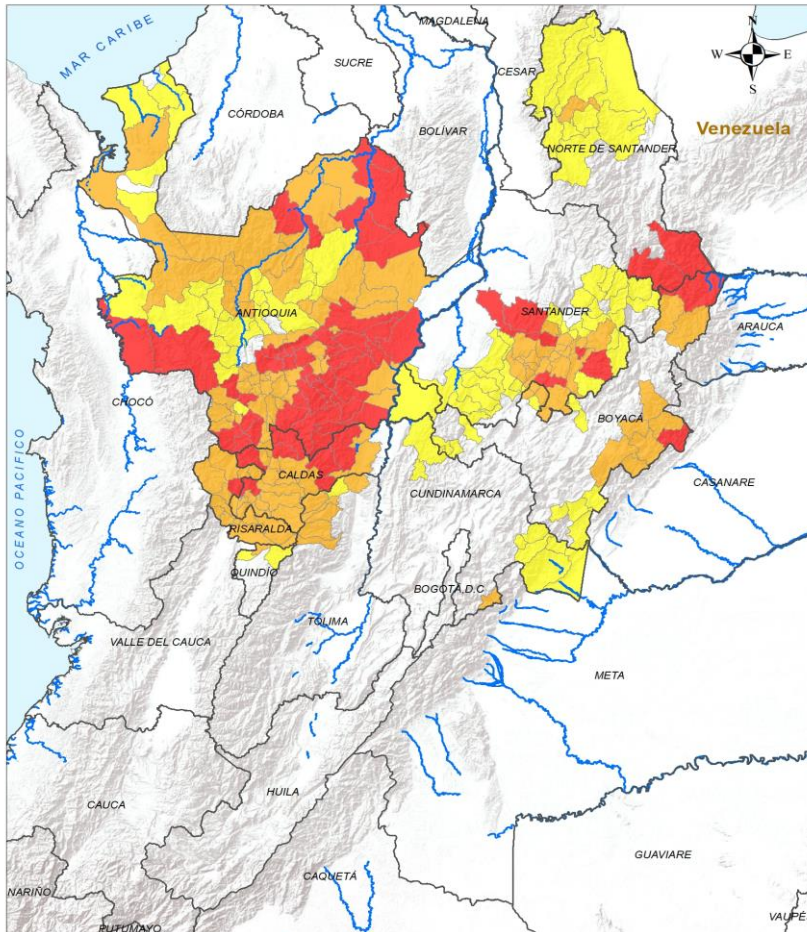 MAGDALENA
N
W E
S
MAR CARIBE
SUCRE
CESAR
CÓRDOBA
BOLÍVAR
Venezuela
NORTE DE SANTANDER
ANTIOQUIA
SANTANDER
ARAUCA
CHOCÓ
BOYACÁ
CALDAS
CUNDINAMARCA
CASANARE
OCEANO PACIFICO
RISARALDA
QUINDÍO
BOGOTÁ,D,C
TOLIMA
VALLE DEL CAUCA
META
HUILA
CAUCA
GUAVIARE
CAQUETÁ
NARIÑO
PUTUMAYO
VAUPÉ